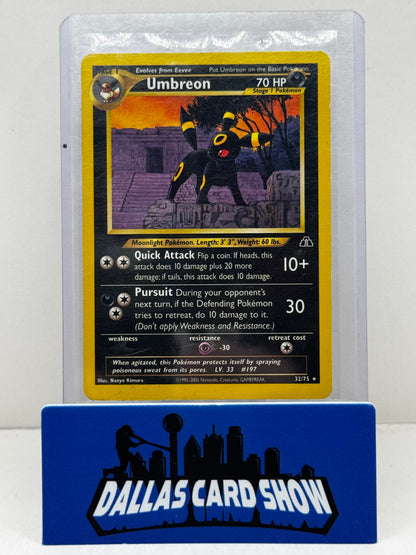 Evolves from Eevee Put Umbreon on the Basic Pokémon
Umbreon 70 HP
Stage 1 Pokémon
Moonlight Pokémon. Length: 3' 3", Weight: 60 lbs.
Quick Attack Flip a coin. If heads, this
attack does 10 damage plus 20 more
damage; if tails, this attack does 10 damage.
10+
Pursuit During your opponent's
next turn, if the Defending Pokémon
tries to retreat, do 10 damage to it.
(Don't apply Weakness and Resistance.)
30
weakness resistance retreat cost
-30
When agitated, this Pokémon protects itself by spraying
poisonous sweat from its pores. LV. 33 #197
Illus. Naoyo Kimura ©1995-2001 Nintendo, Creatures, GAMEFREAK. 32/75 ★
DALLAS CARD SHOW